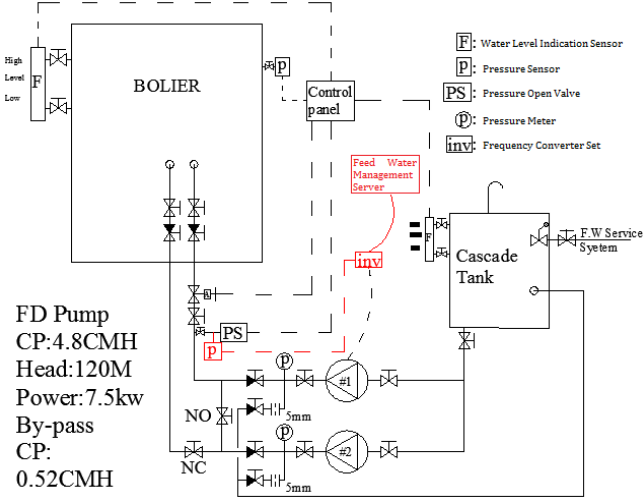 High
Level
Low
F
BOLIER
p
Control
panel
F : Water Level Indication Sensor
p : Pressure Sensor
PS : Pressure Open Valve
p : Pressure Meter
inv : Frequency Converter Set
Feed Water
Management
Server
inv
F
Cascade
Tank
F.W Service
Syetem
PS
p
FD Pump
CP:4.8CMH
Head:120M
Power:7.5kw
By-pass
CP:
0.52CMH
p
#1
5mm
NO
p
#2
NC
5mm